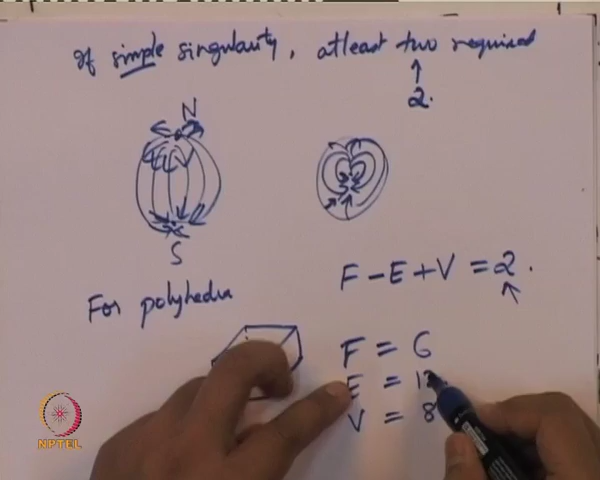 If simple singularity, atleast two required
2.
N
S
F - E + V = 2.
For polyhedra
F = 6
E = 12
V = 8
NPTEL